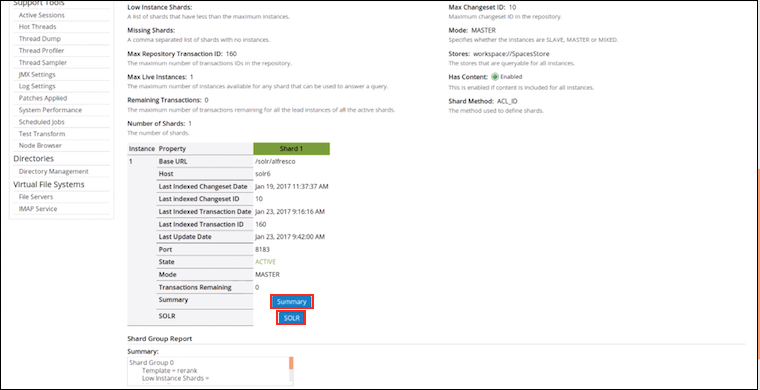 Support Tools
Active Sessions
Hot Threads
Thread Dump
Thread Profiler
Thread Sampler
JMX Settings
Log Settings
Patches Applied
System Performance
Scheduled Jobs
Test Transform
Node Browser
Directories
Directory Management
Virtual File Systems
File Servers
IMAP Service
Low Instance Shards:
A list of shards that have less than the maximum instances.
Missing Shards:
A comma separated list of shards with no instances.
Max Repository Transaction ID: 160
The maximum number of transactions IDs in the repository.
Max Live Instances: 1
The maximum number of instances available for any shard that can be used to answer a query.
Remaining Transactions: 0
The maximum number of transactions remaining for all the lead instances of all the active shards.
Number of Shards: 1
The number of shards.
Max Changeset ID: 10
Maximum changeset ID in the repository.
Mode: MASTER
Specifies whether the instances are SLAVE, MASTER or MIXED.
Stores: workspace://SpacesStore
The stores that are queryable for all instances.
Has Content: Enabled
This is enabled if content is included for all instances.
Shard Method: ACL_ID
The method used to define shards.
Instance Property Shard 1
1 Base URL /solr/alfresco
Host solr6
Last Indexed Changeset Date Jan 19, 2017 11:37:37 AM
Last indexed Changeset ID 10
Last Indexed Transaction Date Jan 23, 2017 9:16:16 AM
Last Indexed Transaction ID 160
Last Update Date Jan 23, 2017 9:42:00 AM
Port 8183
State ACTIVE
Mode MASTER
Transactions Remaining 0
Summary Summary
SOLR SOLR
Shard Group Report
Summary:
Shard Group 0
Template = rerank
Low Instance Shards =